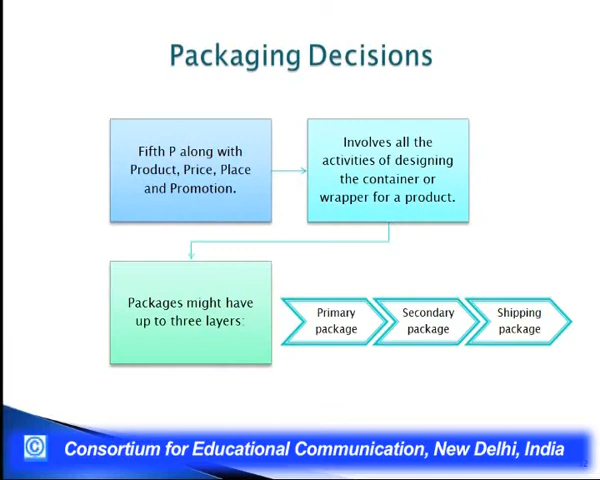 Packaging Decisions
Fifth P along with
Product, Price, Place
and Promotion.
Involves all the
activities of designing
the container or
wrapper for a product.
Packages might have
up to three layers:
Primary
package
Secondary
package
Shipping
package
© Consortium for Educational Communication, New Delhi, India